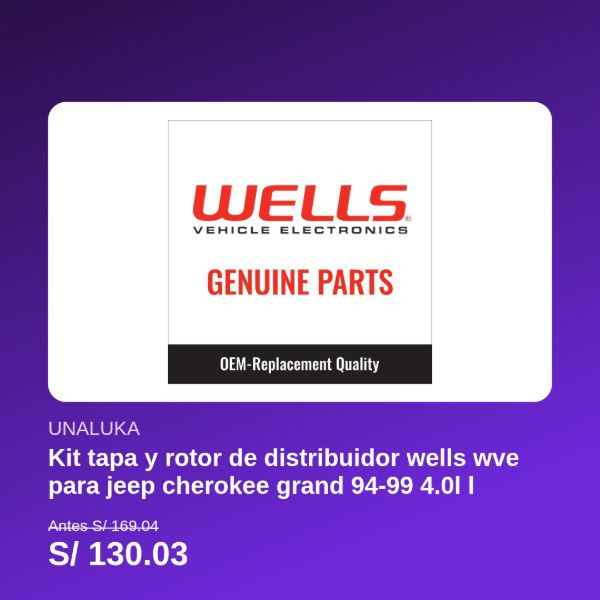 WELLS®
VEHICLE ELECTRONICS
GENUINE PARTS
OEM-Replacement Quality
UNALUKA
Kit tapa y rotor de distribuidor wells wve
para jeep cherokee grand 94-99 4.0l l
Antes S/ 169.04
S/ 130.03